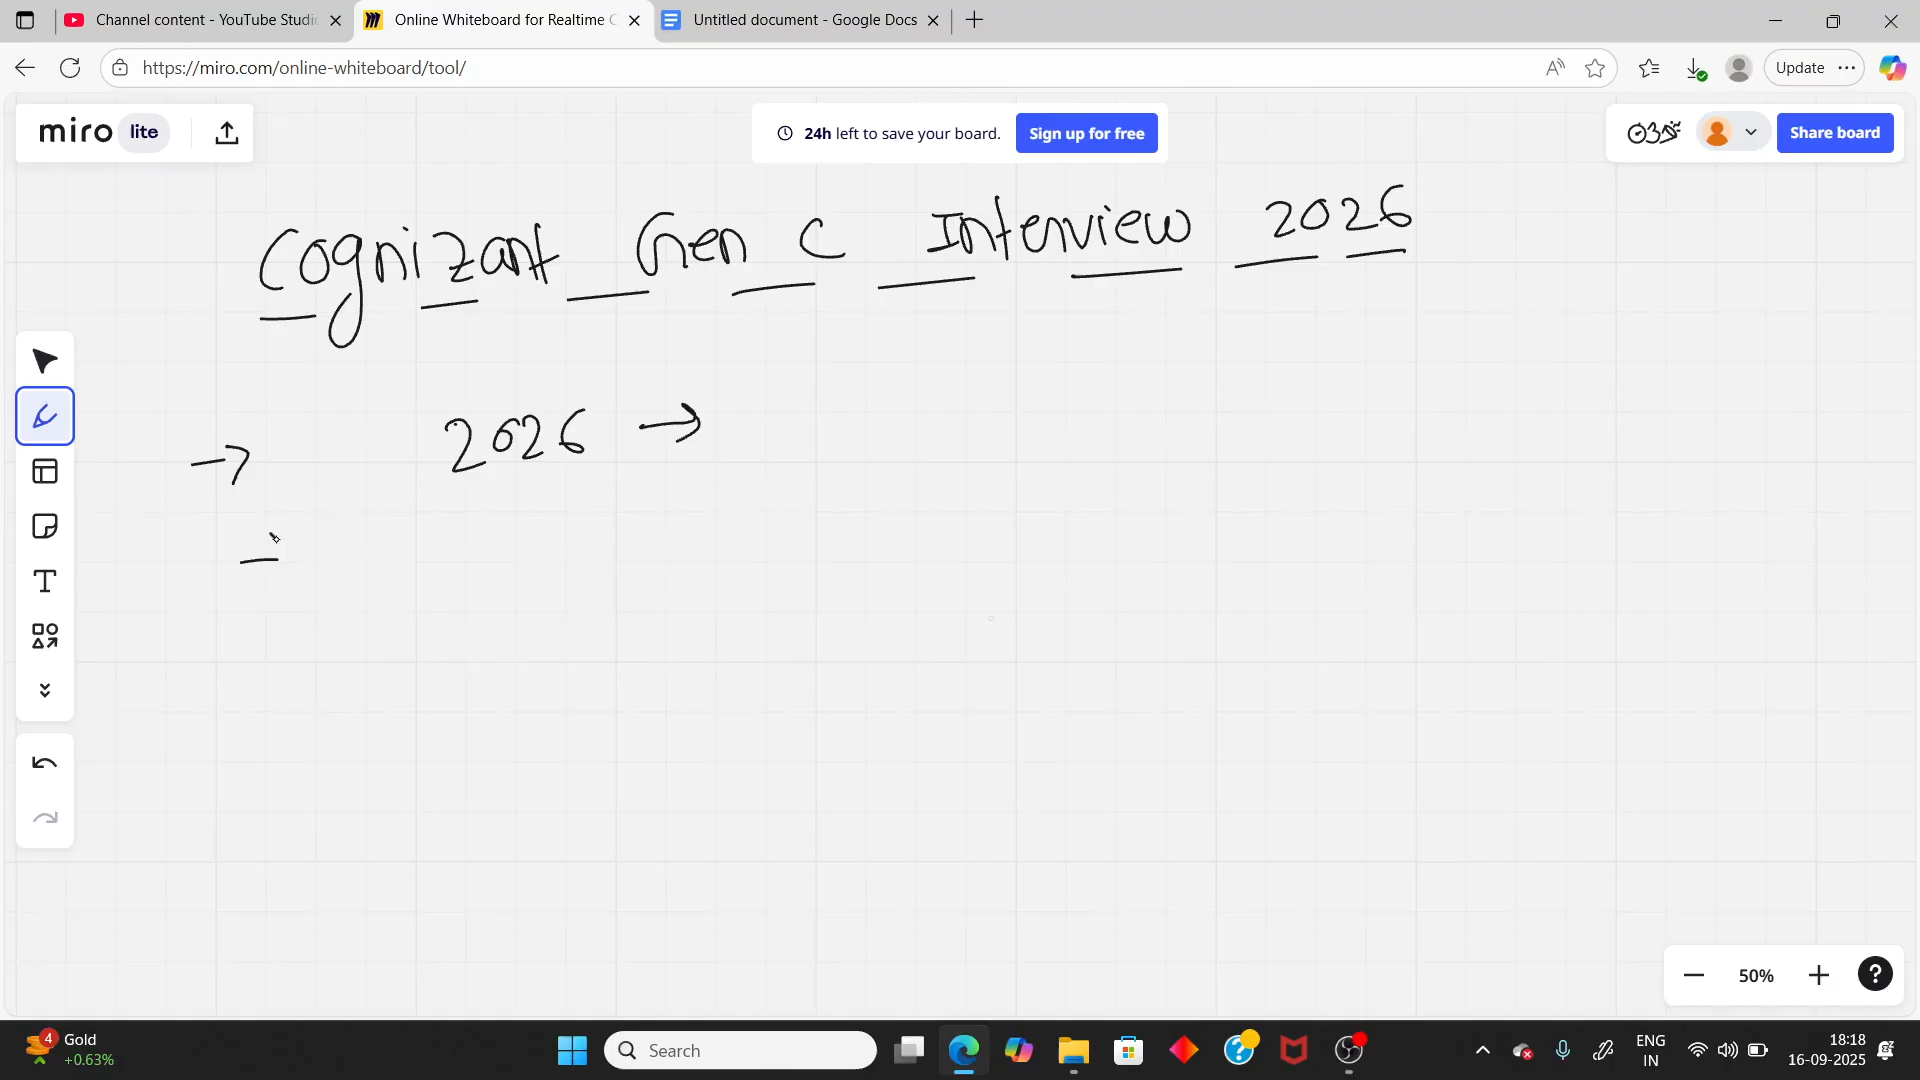 Channel content - YouTube Studi
Online Whiteboard for Realtime C
Untitled document - Google Docs
https://miro.com/online-whiteboard/tool/
Update
miro lite
24h left to save your board.
Sign up for free
Share board
Cognizant Gen C Interview 2026
→ 2026 →
50%
4
Gold
+0.63%
Search
ENG
IN
18:18
16-09-2025